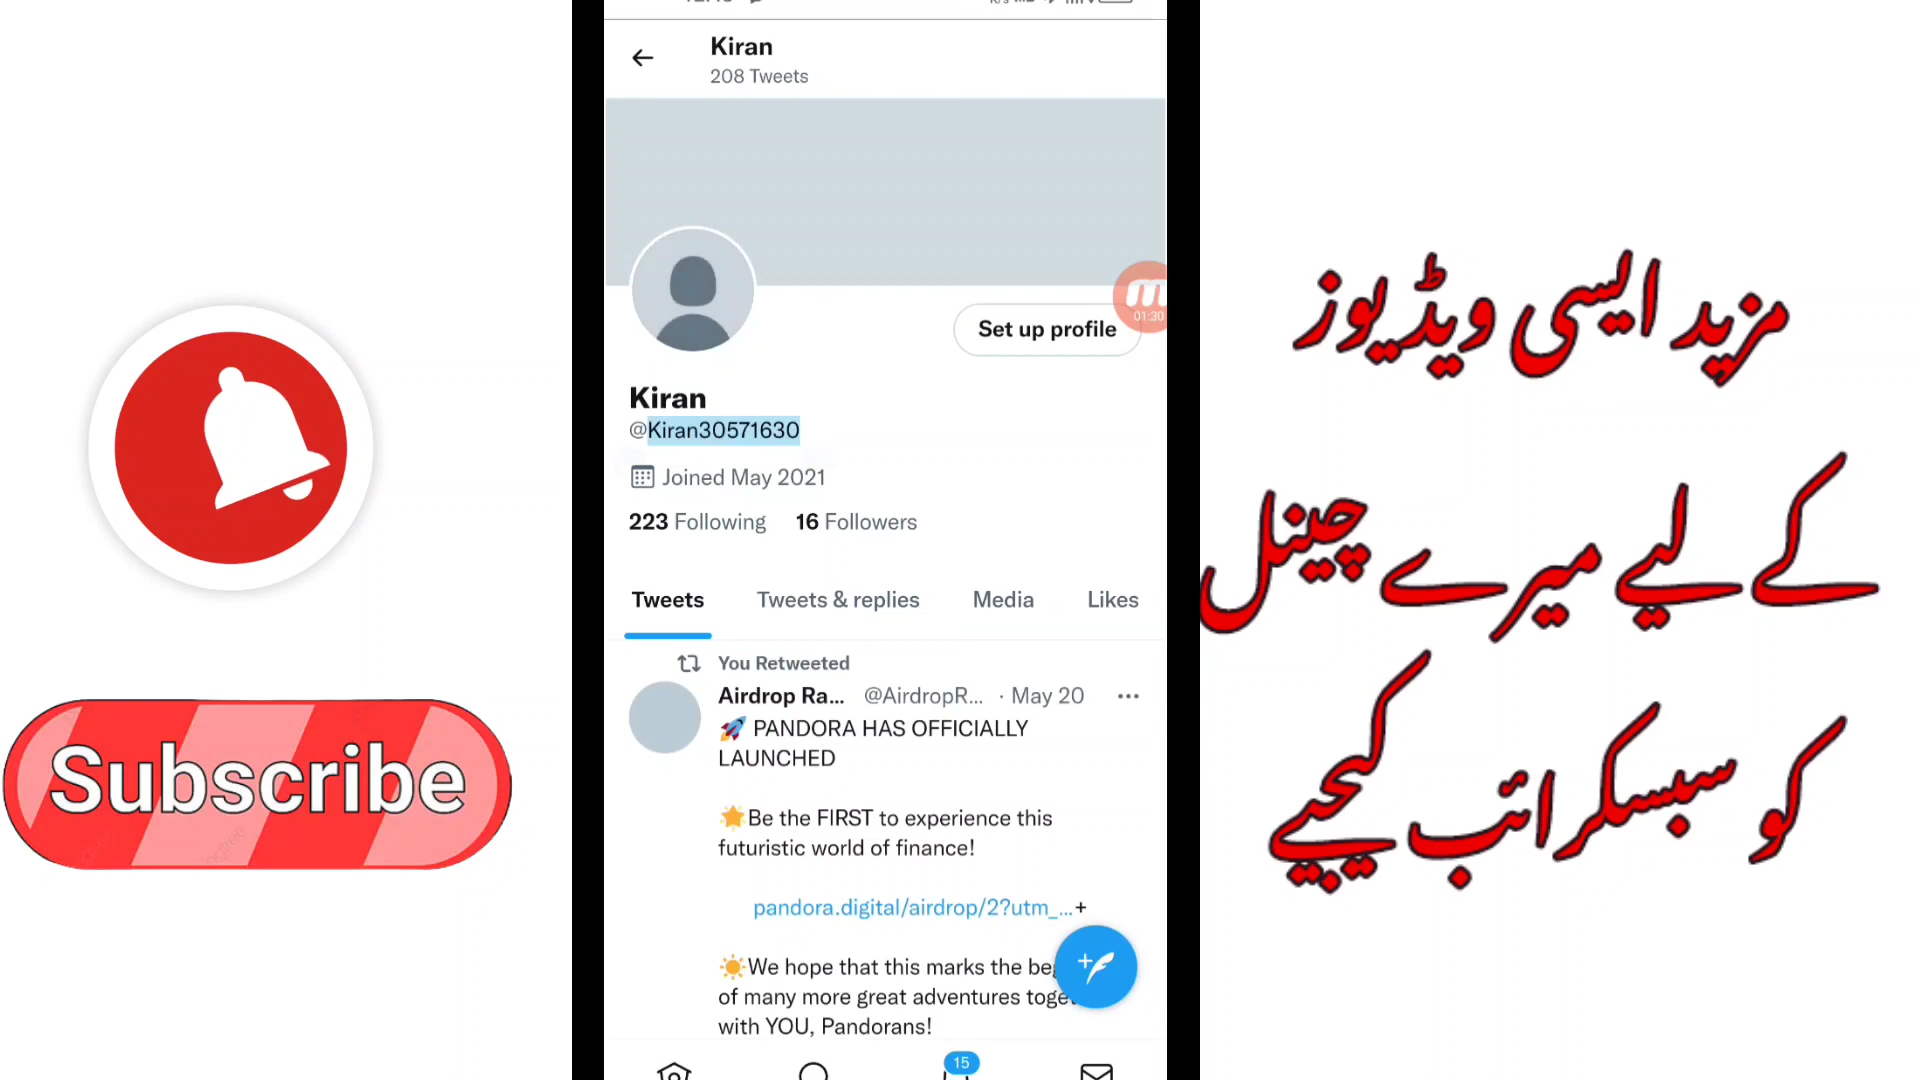 Kiran
208 Tweets
01:30
Set up profile
Kiran
@Kiran30571630
Joined May 2021
223 Following 16 Followers
Tweets Tweets & replies Media Likes
You Retweeted
Airdrop Ra... @AirdropR... · May 20
🚀 PANDORA HAS OFFICIALLY
LAUNCHED
🌟Be the FIRST to experience this
futuristic world of finance!
pandora.digital/airdrop/2?utm_...+
☀️We hope that this marks the
of many more great adventures
with YOU, Pandorans!
15
Subscribe
مزید ایسی ویڈیوز
کے لیے میرے چینل
کو سبسکرائب کیجیے